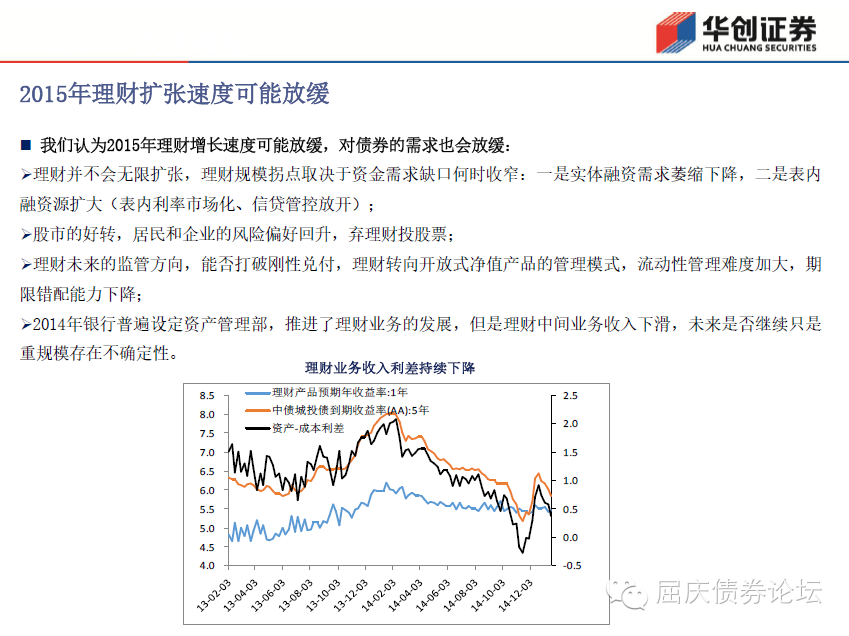 华创证券
HUA CHUANG SECURITIES
2015年理财扩张速度可能放缓
■ 我们认为2015年理财增长速度可能放缓，对债券的需求也会放缓：
➢理财并不会无限扩张，理财规模拐点取决于资金需求缺口何时收窄：一是实体融资需求萎缩下降，二是表内
融资源扩大（表内利率市场化、信贷管控放开）；
➢股市的好转，居民和企业的风险偏好回升，弃理财投股票；
➢理财未来的监管方向，能否打破刚性兑付，理财转向开放式净值产品的管理模式，流动性管理难度加大，期
限错配能力下降；
➢2014年银行普遍设定资产管理部，推进了理财业务的发展，但是理财中间业务收入下滑，未来是否继续只是
重规模存在不确定性。
理财业务收入利差持续下降
理财产品预期年收益率:1年
中债城投债到期收益率(AA):5年
资产-成本利差
8.5
8.0
7.5
7.0
6.5
6.0
5.5
5.0
4.5
4.0
2.5
2.0
1.5
1.0
0.5
0.0
-0.5
13-02-03
13-04-03
13-06-03
13-08-03
13-10-03
13-12-03
14-02-03
14-04-03
14-06-03
14-08-03
14-10-03
14-12-03
屈庆债券论坛